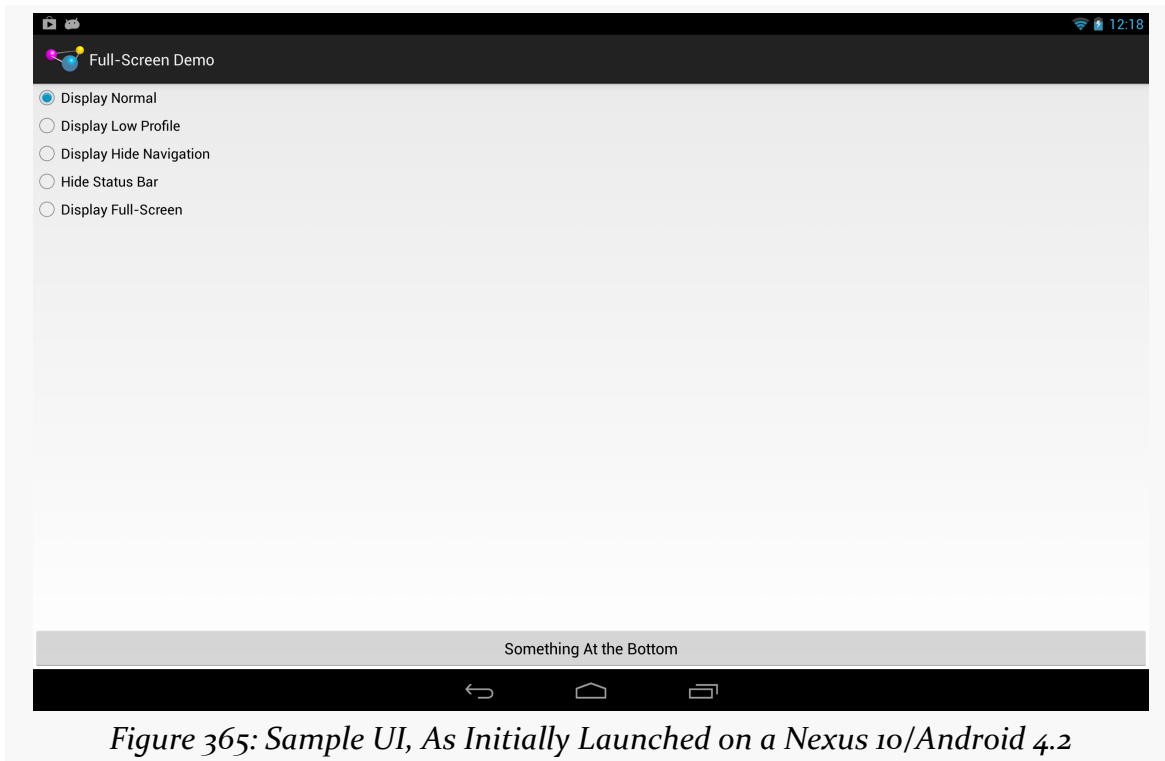 12:18
Full-Screen Demo
Display Normal
Display Low Profile
Display Hide Navigation
Hide Status Bar
Display Full-Screen
Something At the Bottom
Figure 365: Sample UI, As Initially Launched on a Nexus 10/Android 4.2